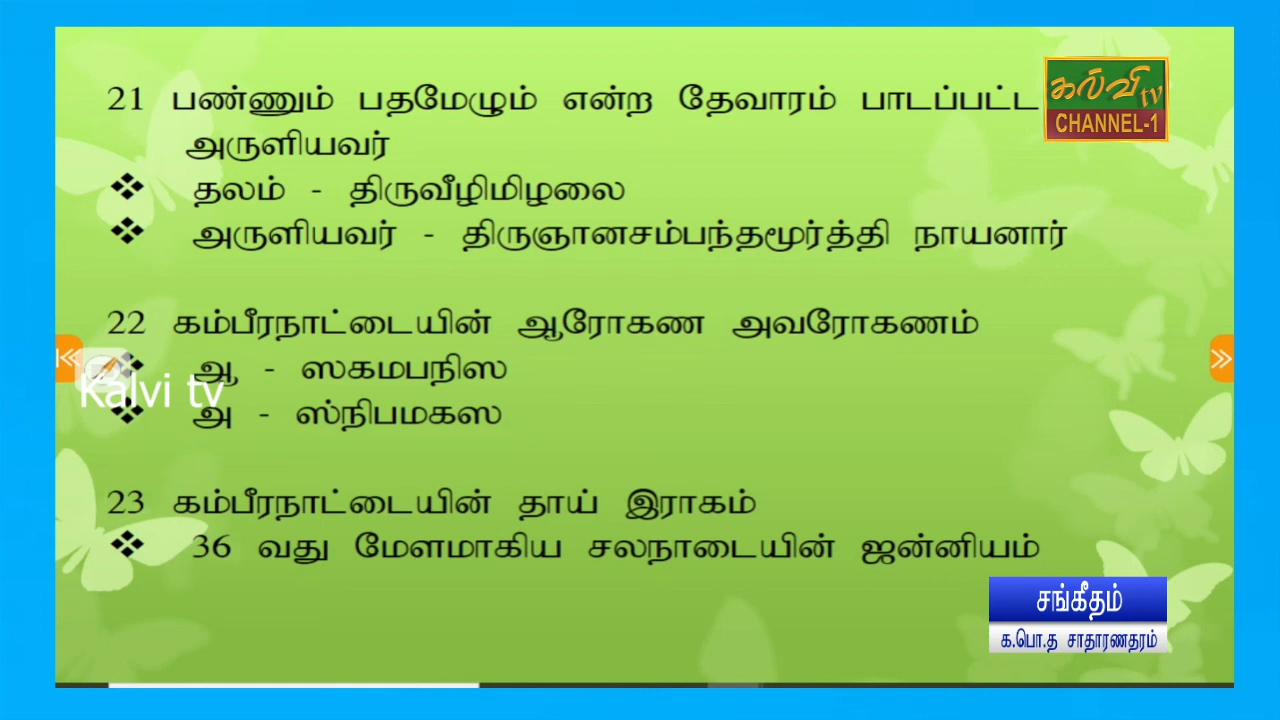 21 பண்ணும் பதமேழும் என்ற தேவாரம் பாடப்பட்ட
அருளியவர்
❖ தலம் - திருவீழிமிழலை
❖ அருளியவர் - திருஞானசம்பந்தமூர்த்தி நாயனார்
22 கம்பீரநாட்டையின் ஆரோகண அவரோகணம்
❖ ஆ - ஸகமபநிஸ
❖ அ - ஸ்நிபமகஸ
23 கம்பீரநாட்டையின் தாய் இராகம்
❖ 36 வது மேளமாகிய சலநாடையின் ஜன்னியம்
கல்வி tv
CHANNEL-1
Kalvi tv
சங்கீதம்
க.பொ.த சாதாரணதரம்